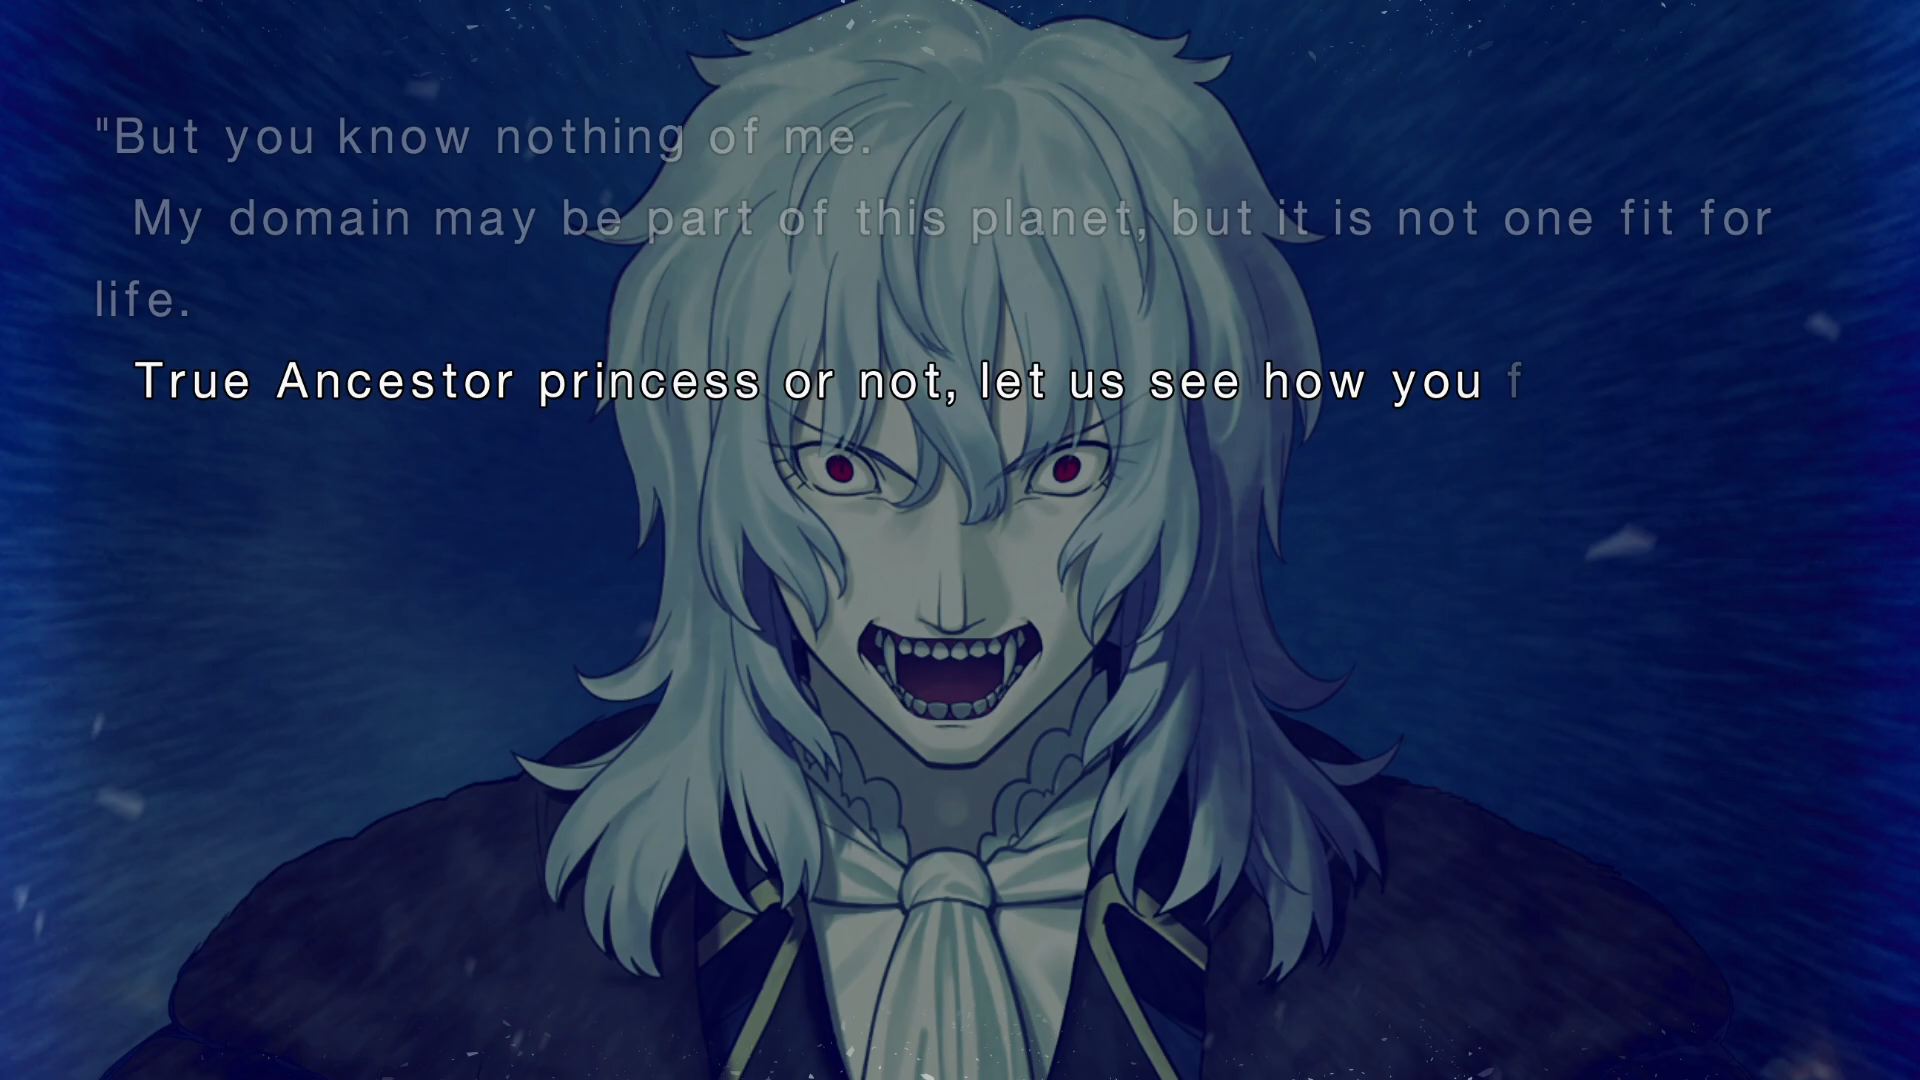 "But you know nothing of me.
My domain may be part of this planet, but it is not one fit for
life.
True Ancestor princess or not, let us see how you f